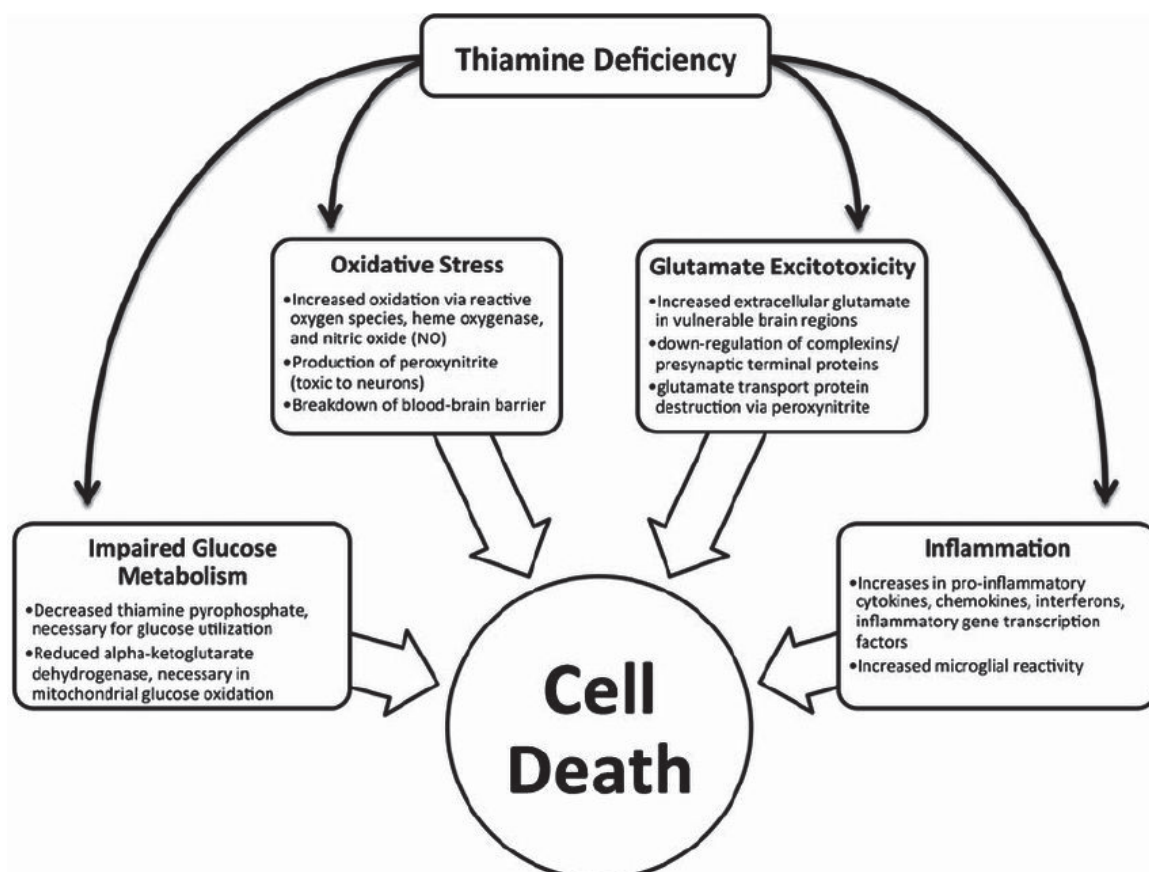 Thiamine Deficiency
Oxidative Stress
•Increased oxidation via reactive
oxygen species, heme oxygenase,
and nitric oxide (NO)
•Production of peroxynitrite
(toxic to neurons)
•Breakdown of blood-brain barrier
Glutamate Excitotoxicity
•Increased extracellular glutamate
in vulnerable brain regions
•down-regulation of complexins/
presynaptic terminal proteins
•glutamate transport protein
destruction via peroxynitrite
Impaired Glucose
Metabolism
•Decreased thiamine pyrophosphate,
necessary for glucose utilization
•Reduced alpha-ketoglutarate
dehydrogenase, necessary in
mitochondrial glucose oxidation
Inflammation
•Increases in pro-inflammatory
cytokines, chemokines, interferons,
inflammatory gene transcription
factors
•Increased microglial reactivity
Cell
Death